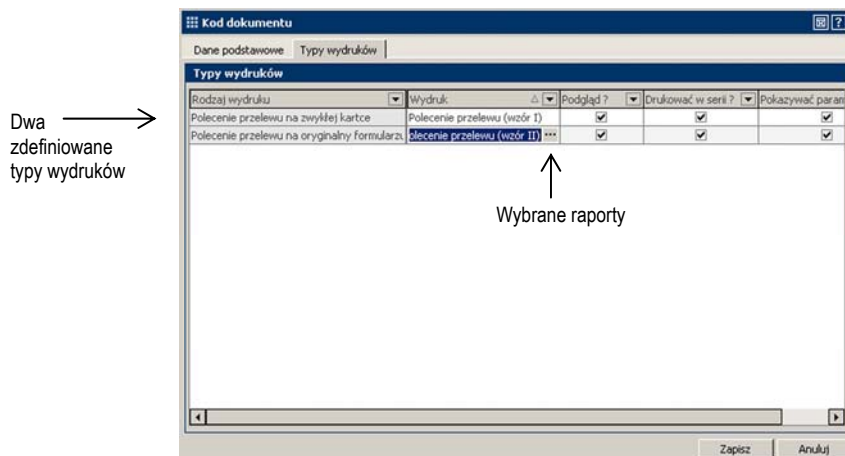 Kod dokumentu
Dane podstawowe Typy wydruków
Typy wydruków
Rodzaj wydruku Wydruk Podgląd ? Drukować w serii ? Pokazywać param
Polecenie przelewu na zwykłej kartce Polecenie przelewu (wzór I)
Polecenie przelewu na oryginalny formularzu olecenie przelewu (wzór II) ...
Dwa
zdefiniowane
typy wydruków
Wybrane raporty
Zapisz Anuluj